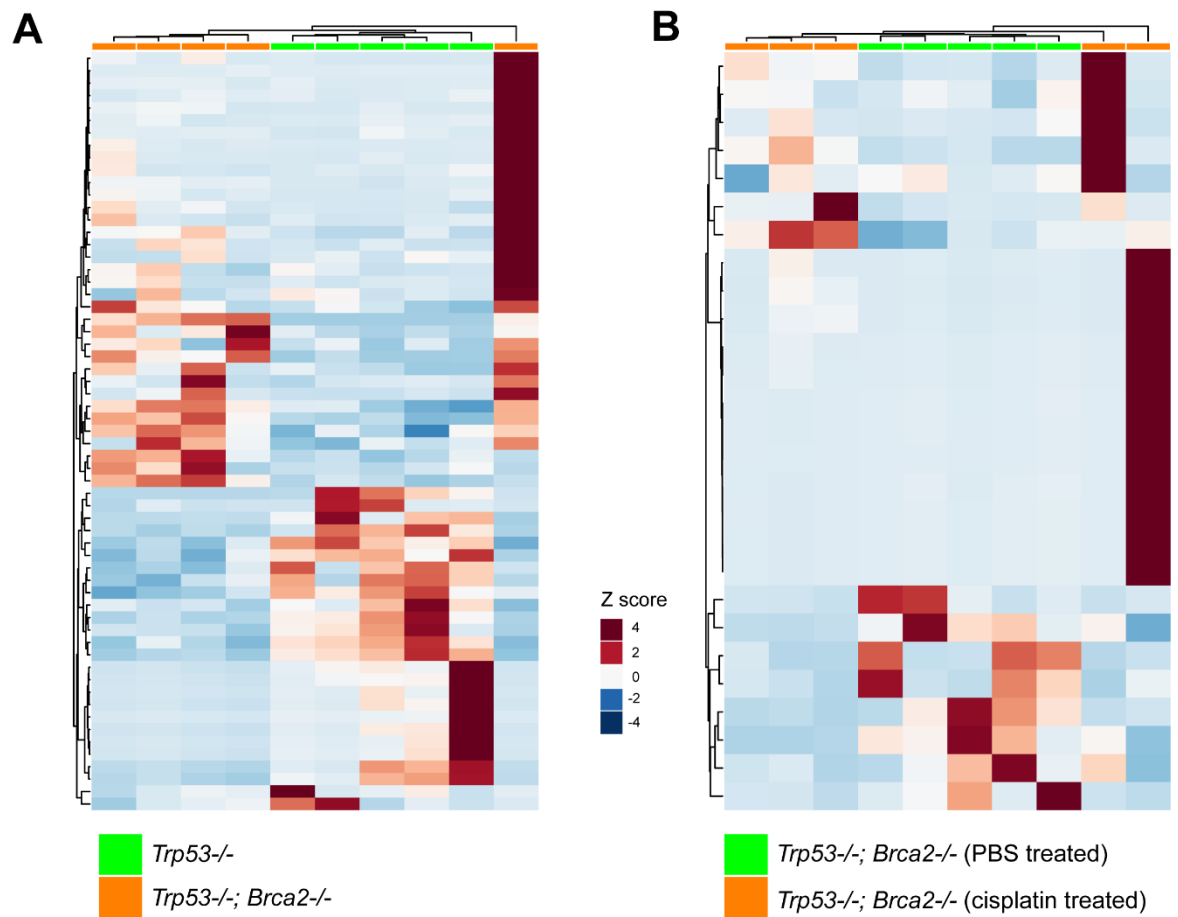 A
B
Z score
4
2
0
-2
-4
Trp53-/-
Trp53-/-; Brca2-/-
Trp53-/-; Brca2-/- (PBS treated)
Trp53-/-; Brca2-/- (cisplatin treated)